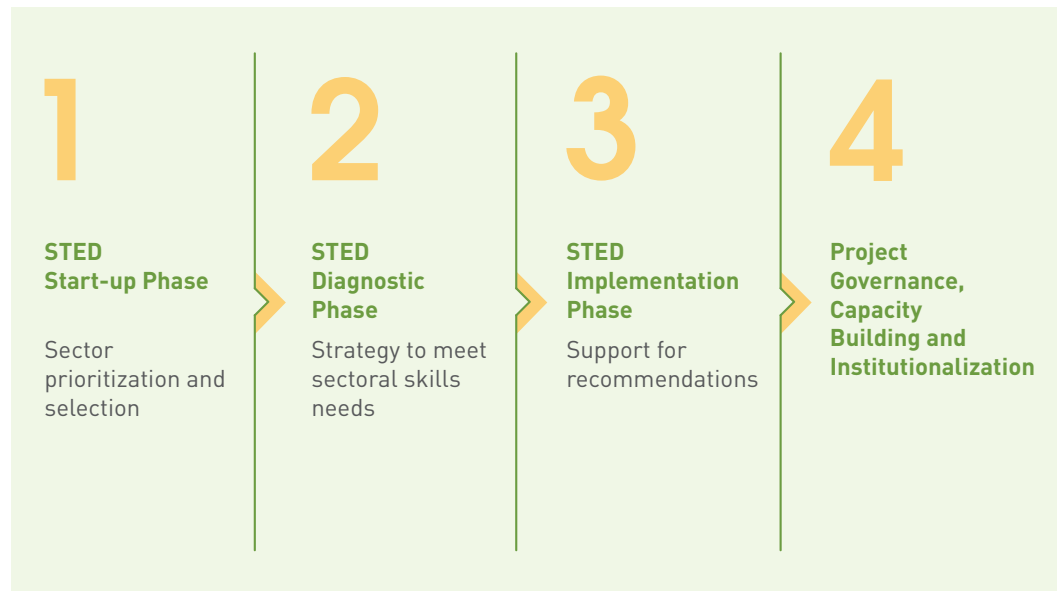 1
STED
Start-up Phase
Sector
prioritization and
selection
2
STED
Diagnostic
Phase
Strategy to meet
sectoral skills
needs
3
STED
Implementation
Phase
Support for
recommendations
4
Project
Governance,
Capacity
Building and
Institutionalization